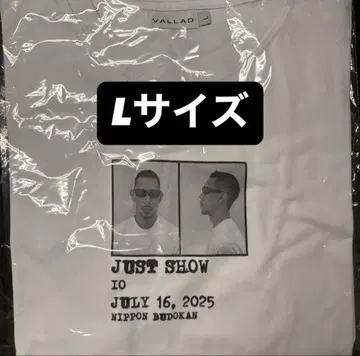 VALLAD
L
Lサイズ
JUST SHOW
IO
JULY 16, 2025
NIPPON BUDOKAN